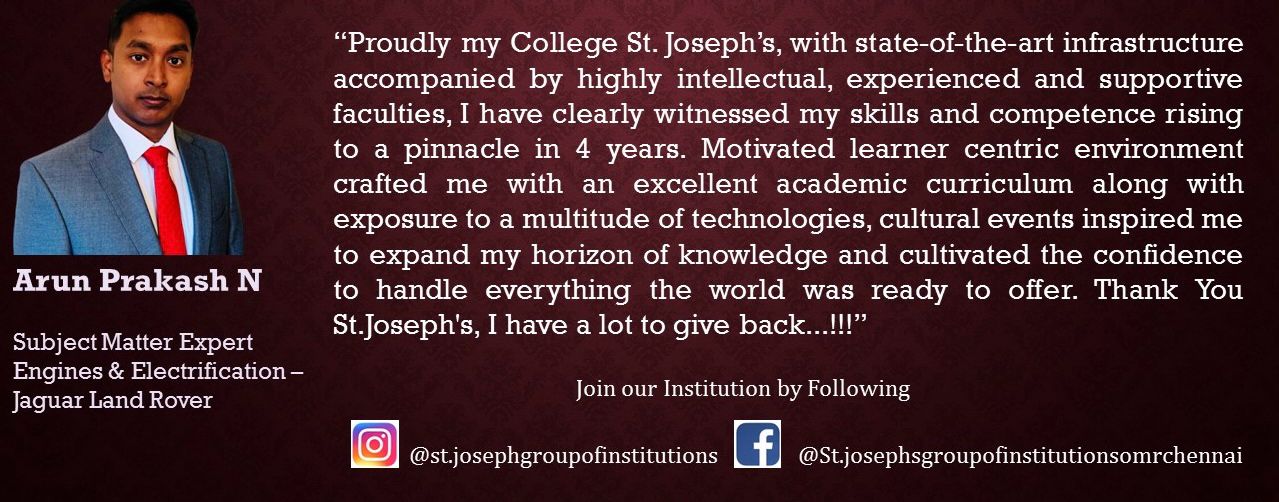 “Proudly my College St. Joseph’s, with state-of-the-art infrastructure
accompanied by highly intellectual, experienced and supportive
faculties, I have clearly witnessed my skills and competence rising
to a pinnacle in 4 years. Motivated learner centric environment
crafted me with an excellent academic curriculum along with
exposure to a multitude of technologies, cultural events inspired me
to expand my horizon of knowledge and cultivated the confidence
to handle everything the world was ready to offer. Thank You
St.Joseph's, I have a lot to give back...!!!”
Arun Prakash N
Subject Matter Expert
Engines & Electrification –
Jaguar Land Rover
Join our Institution by Following
@st.josephgroupofinstitutions
@St.josephsgroupofinstitutionsomrchennai